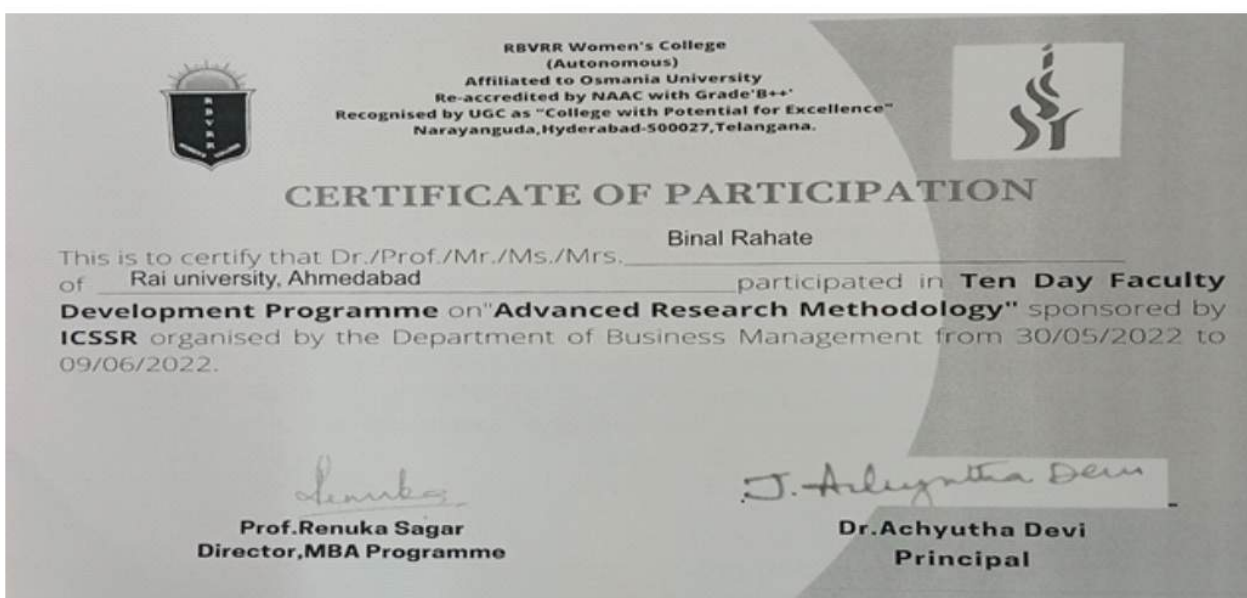 RBVRR Women's College
(Autonomous)
Affiliated to Osmania University
Re-accredited by NAAC with Grade'B++'
Recognised by UGC as "College with Potential for Excellence"
Narayanguda,Hyderabad-500027,Telangana.
RBVRR
CERTIFICATE OF PARTICIPATION
This is to certify that Dr./Prof./Mr./Ms./Mrs. Binal Rahate
of Rai university, Ahmedabad participated in Ten Day Faculty
Development Programme on"Advanced Research Methodology" sponsored by
ICSSR organised by the Department of Business Management from 30/05/2022 to
09/06/2022.
Renuka
J. Achyutha Devi
Prof.Renuka Sagar
Director,MBA Programme
Dr.Achyutha Devi
Principal